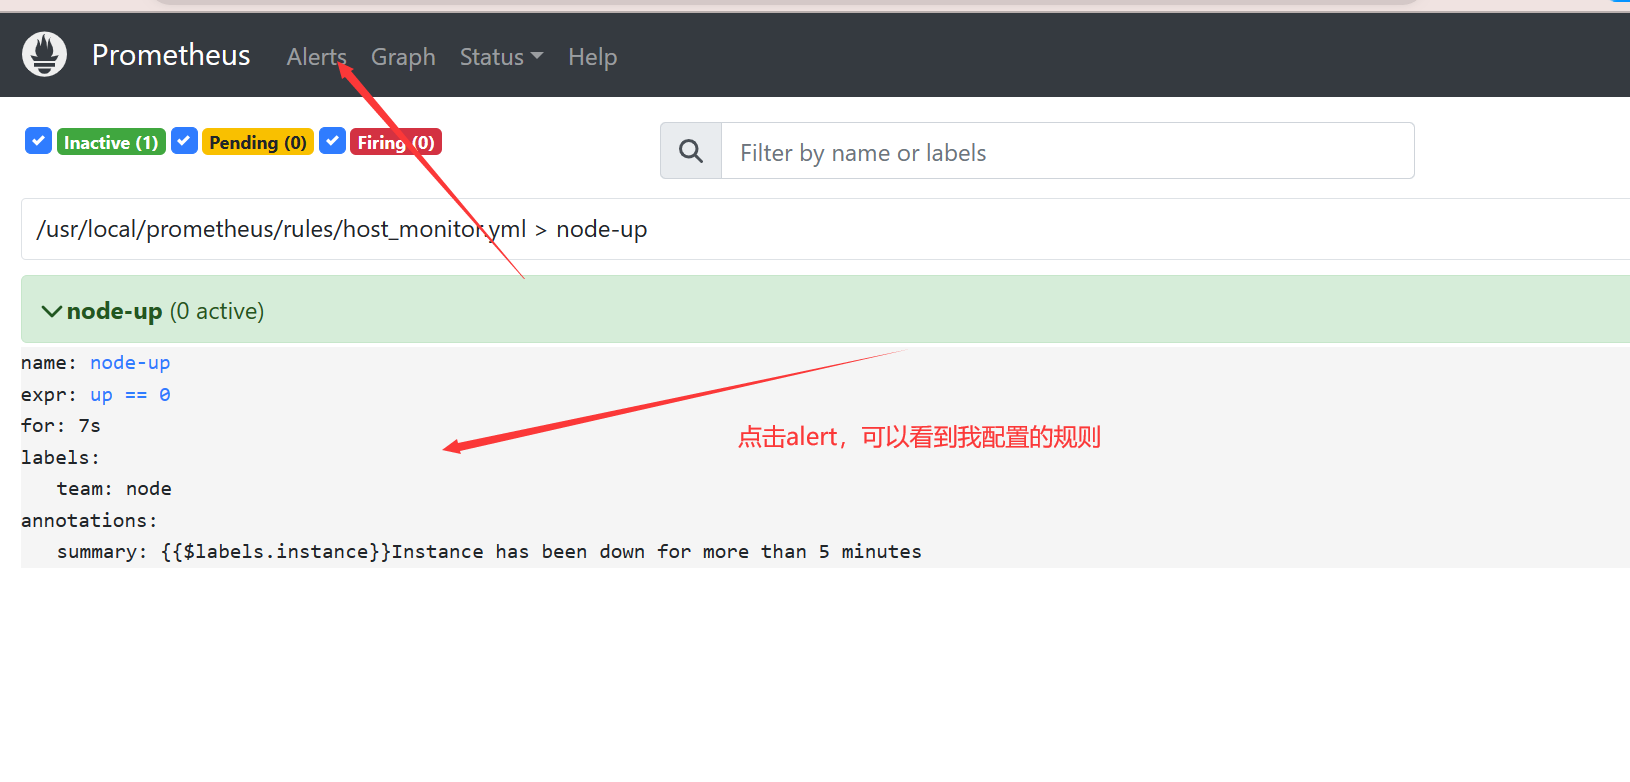 Prometheus Alerts Graph Status Help
Inactive (1) Pending (0) Firing (0)
Filter by name or labels
/usr/local/prometheus/rules/host_monitor.yml > node-up
node-up (0 active)
name: node-up
expr: up == 0
for: 7s
点击alert，可以看到我配置的规则
labels:
team: node
annotations:
summary: {{$labels.instance}}Instance has been down for more than 5 minutes